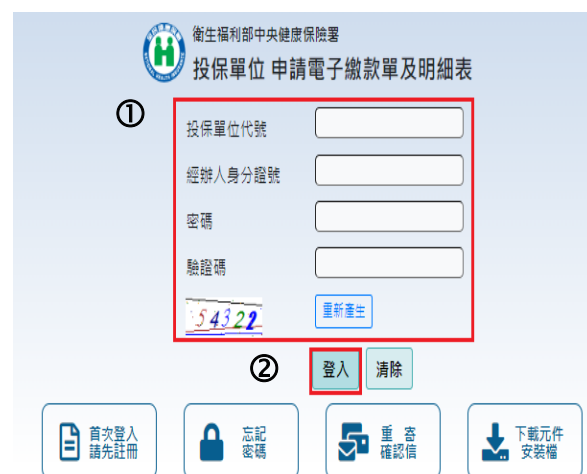 衛生福利部中央健康保險署
投保單位 申請電子繳款單及明細表
①
投保單位代號
經辦人身分證號
密碼
驗證碼
54322
重新產生
②
登入
清除
首次登入
請先註冊
忘記
密碼
重 寄
確認信
下載元件
安裝檔